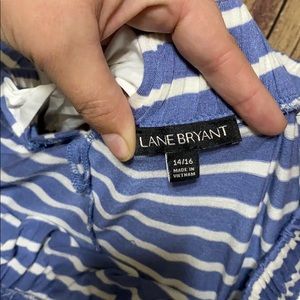 LANE BRYANT
14/16
MADE IN
VIETNAM